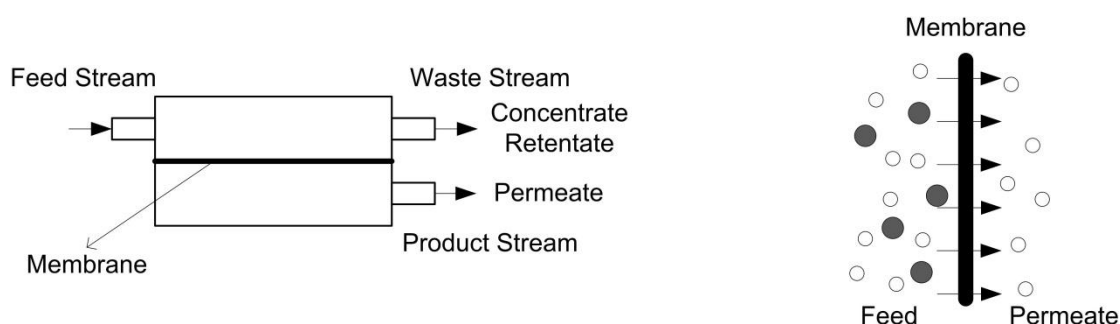 Feed Stream
Waste Stream
Concentrate
Retentate
Permeate
Product Stream
Membrane
Membrane
Feed
Permeate